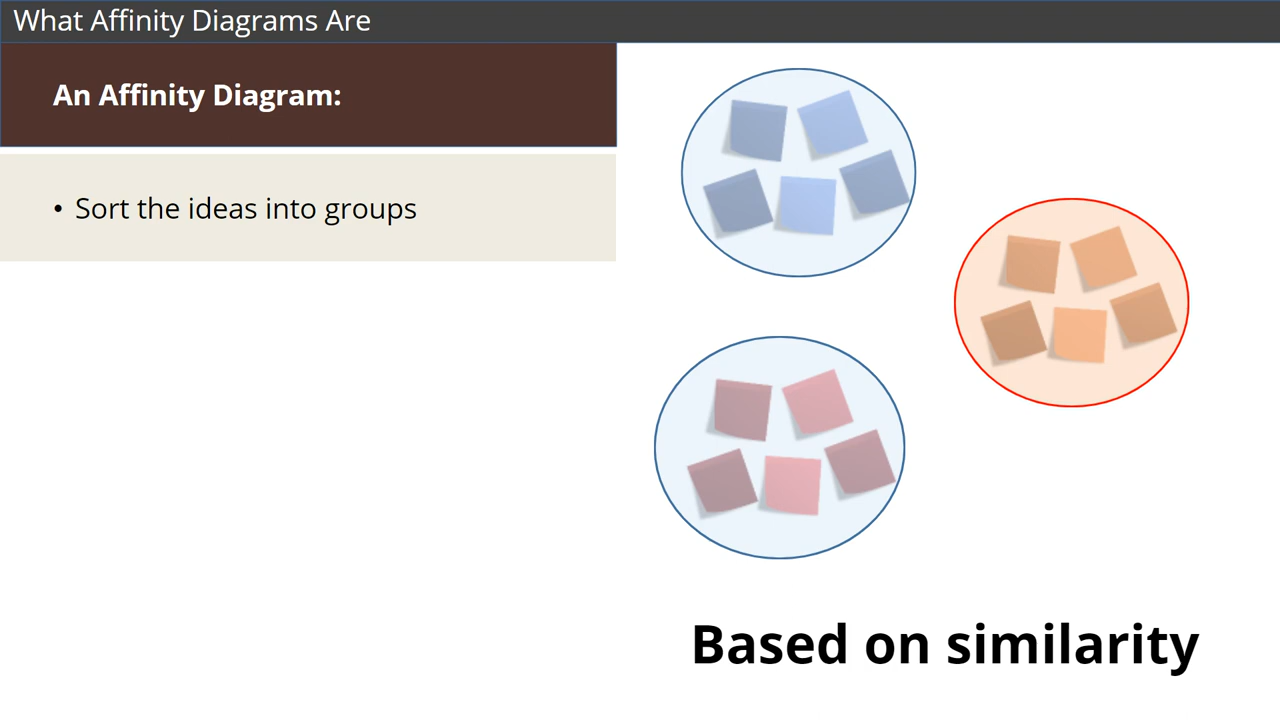 What Affinity Diagrams Are
An Affinity Diagram:
• Sort the ideas into groups
Based on similarity